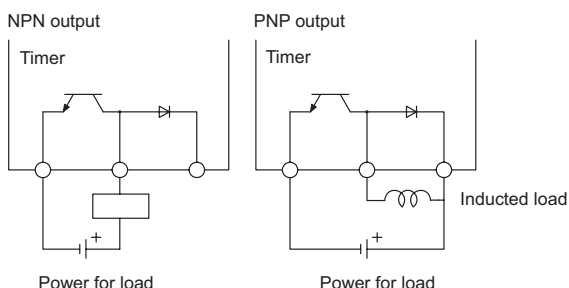 NPN output
Timer
+
Power for load
PNP output
Timer
Inducted load
+
Power for load